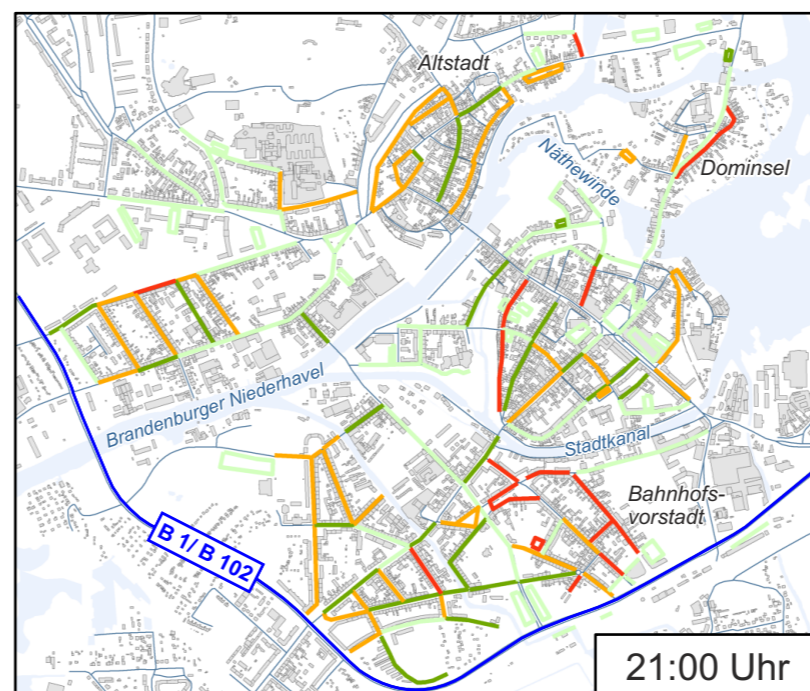 Altstadt
Näthewinde
Dominsel
Brandenburger Niederhavel
Stadtkanal
Bahnhofs-
vorstadt
B 1/ B 102
21:00 Uhr